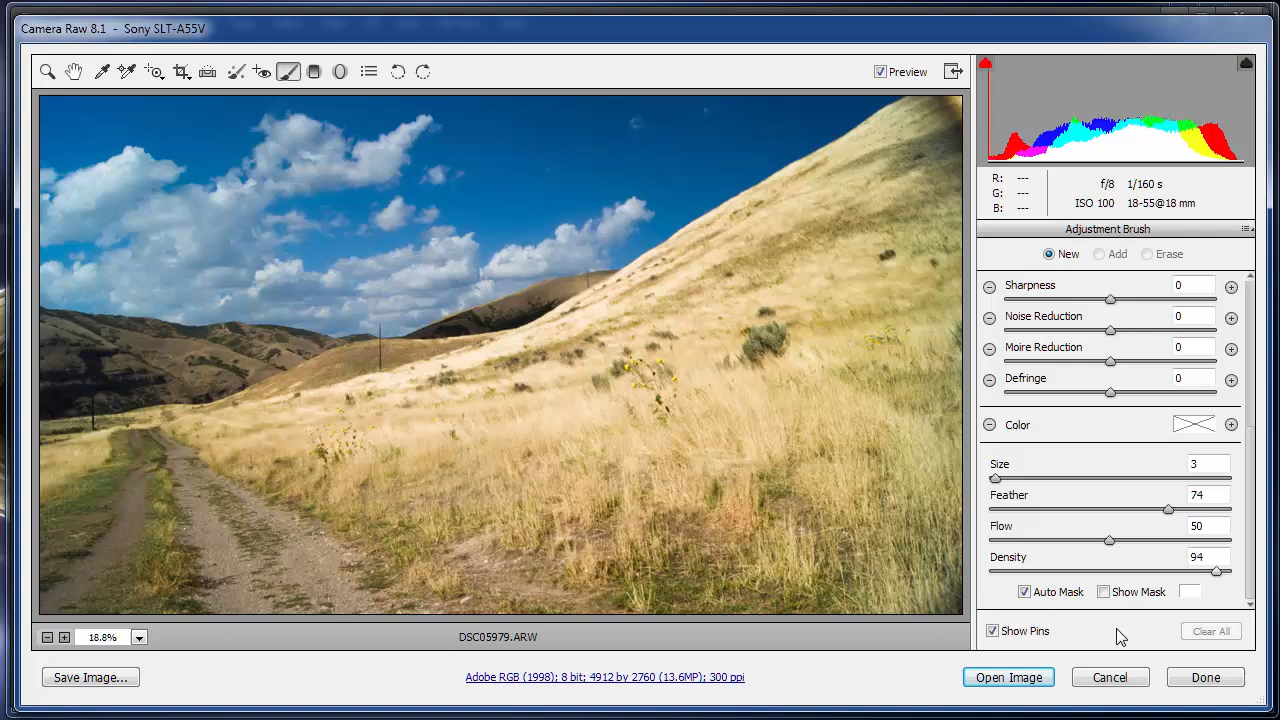 Camera Raw 8.1 - Sony SLT-A55V
Preview
R: ---
G: ---
B: ---
f/8 1/160 s
ISO 100 18-55@18 mm
Adjustment Brush
New Add Erase
Sharpness 0
Noise Reduction 0
Moire Reduction 0
Defringe 0
Color
Size 3
Feather 74
Flow 50
Density 94
Auto Mask Show Mask
Show Pins Clear All
18.8% DSC05979.ARW
Save Image... Adobe RGB (1998); 8 bit; 4912 by 2760 (13.6MP); 300 ppi Open Image Cancel Done